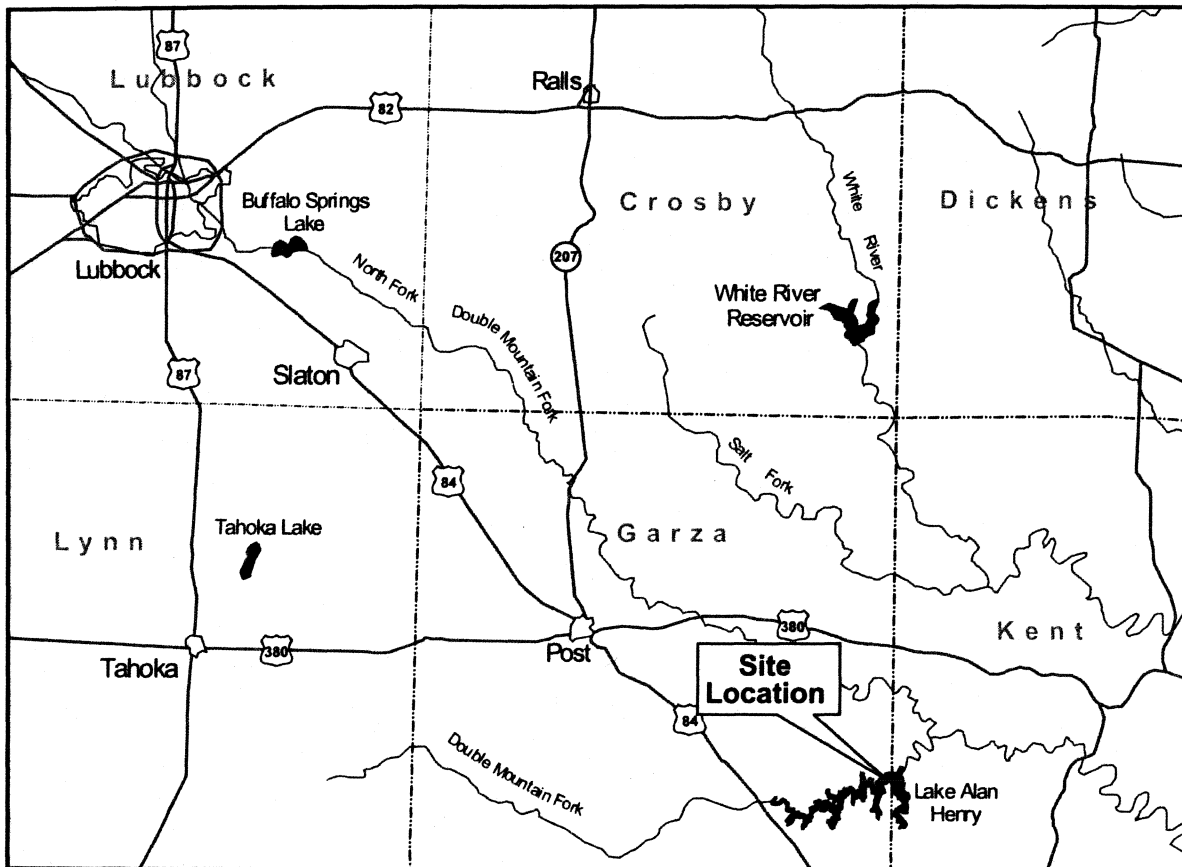 87
Lubbock
Ralls
82
Buffalo Springs
Lake
Crosby
Dickens
White
River
207
Lubbock
North Fork
White River
Reservoir
Double Mountain
Fork
87
Slaton
Salt Fork
84
Tahoka Lake
Garza
Lynn
380
Kent
Post
380
Tahoka
Site
Location
84
Double Mountain
Fork
Lake Alan
Henry